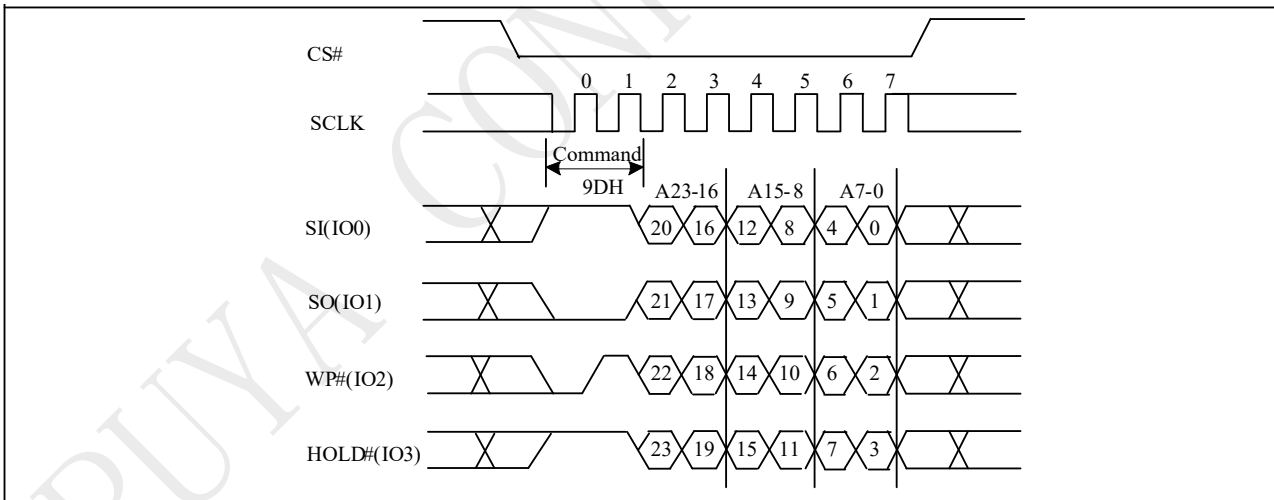 CS#
0 1 2 3 4 5 6 7
SCLK
Command
9DH
A23-16 A15-8 A7-0
SI(IO0)
20 16 12 8 4 0
SO(IO1)
21 17 13 9 5 1
WP#(IO2)
22 18 14 10 6 2
HOLD#(IO3)
23 19 15 11 7 3
PUYA CON